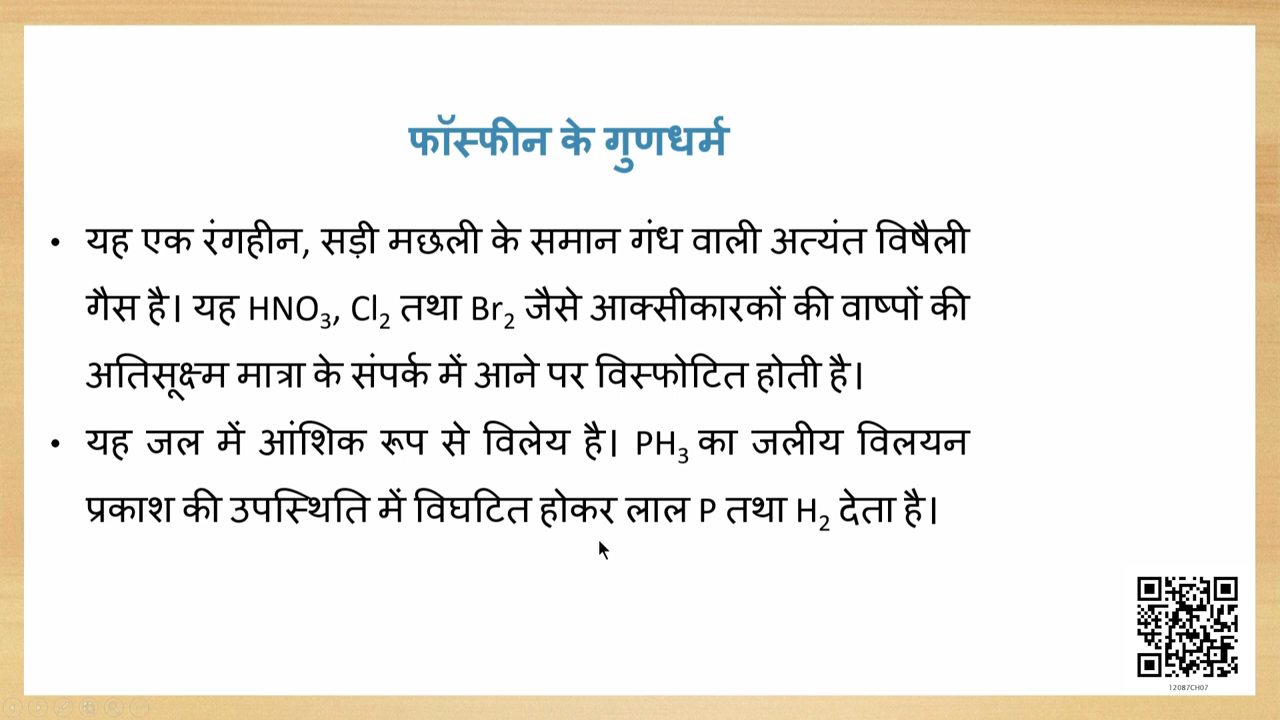 फॉस्फीन के गुणधर्म
• यह एक रंगहीन, सड़ी मछली के समान गंध वाली अत्यंत विषैली
गैस है। यह HNO₃, Cl₂ तथा Br₂ जैसे आक्सीकारकों की वाष्पों की
अतिसूक्ष्म मात्रा के संपर्क में आने पर विस्फोटित होती है।
• यह जल में आंशिक रूप से विलेय है। PH₃ का जलीय विलयन
प्रकाश की उपस्थिति में विघटित होकर लाल P तथा H₂ देता है।
12087CH07